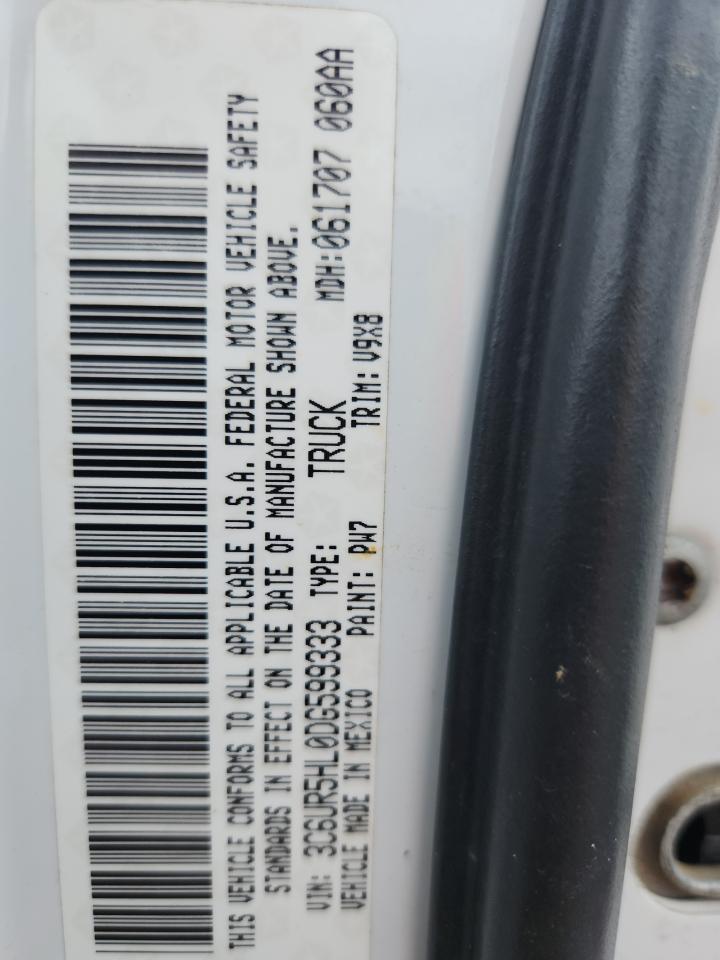 THIS VEHICLE CONFORMS TO ALL APPLICABLE U.S.A. FEDERAL MOTOR VEHICLE SAFETY
STANDARDS IN EFFECT ON THE DATE OF MANUFACTURE SHOWN ABOVE.
VIN: 3C6UR5HL0DG599333 TYPE: TRUCK MDH:061707 060AA
VEHICLE MADE IN MEXICO PAINT: PW7 TRIM: V9X8